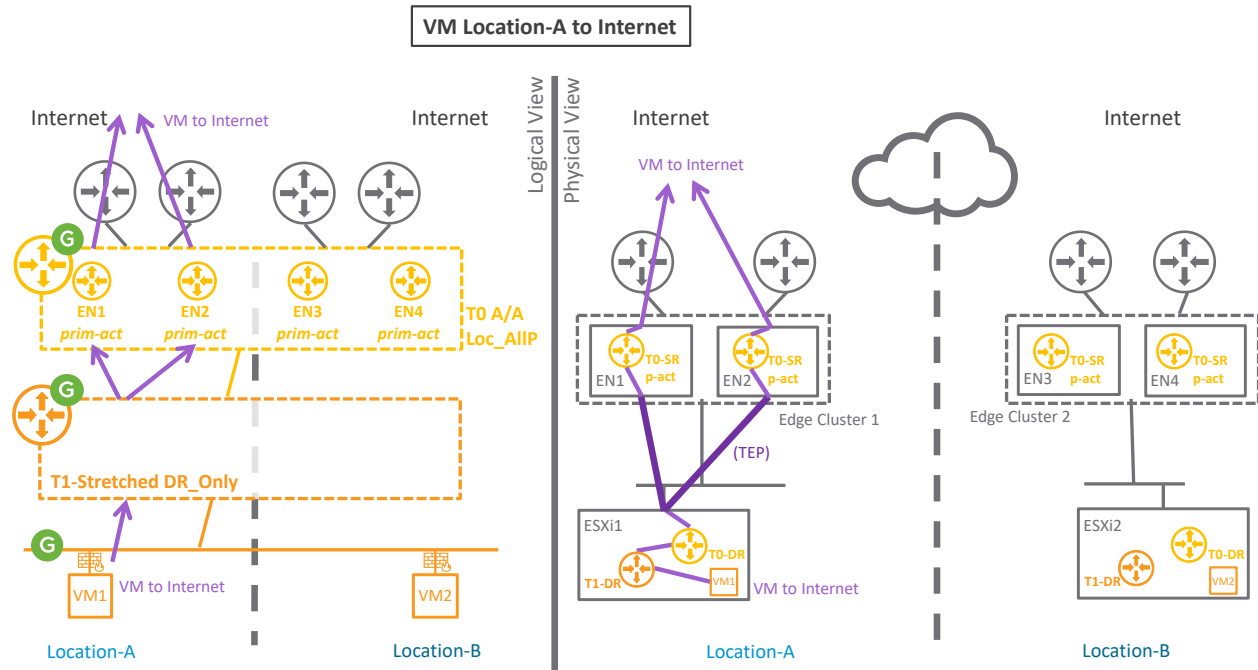 VM Location-A to Internet
Logical View
Physical View
Internet
VM to Internet
Internet
G
EN1
prim-act
EN2
prim-act
EN3
prim-act
EN4
prim-act
T0 A/A
Loc_AllP
G
T1-Stretched DR_Only
G
VM1
VM to Internet
VM2
Location-A
Location-B
Internet
VM to Internet
Internet
T0-SR
p-act
EN1
T0-SR
p-act
EN2
Edge Cluster 1
(TEP)
ESXi1
T0-DR
T1-DR
VM1
VM to Internet
Location-A
T0-SR
p-act
EN3
T0-SR
p-act
EN4
Edge Cluster 2
ESXi2
T0-DR
T1-DR
VM2
Location-B